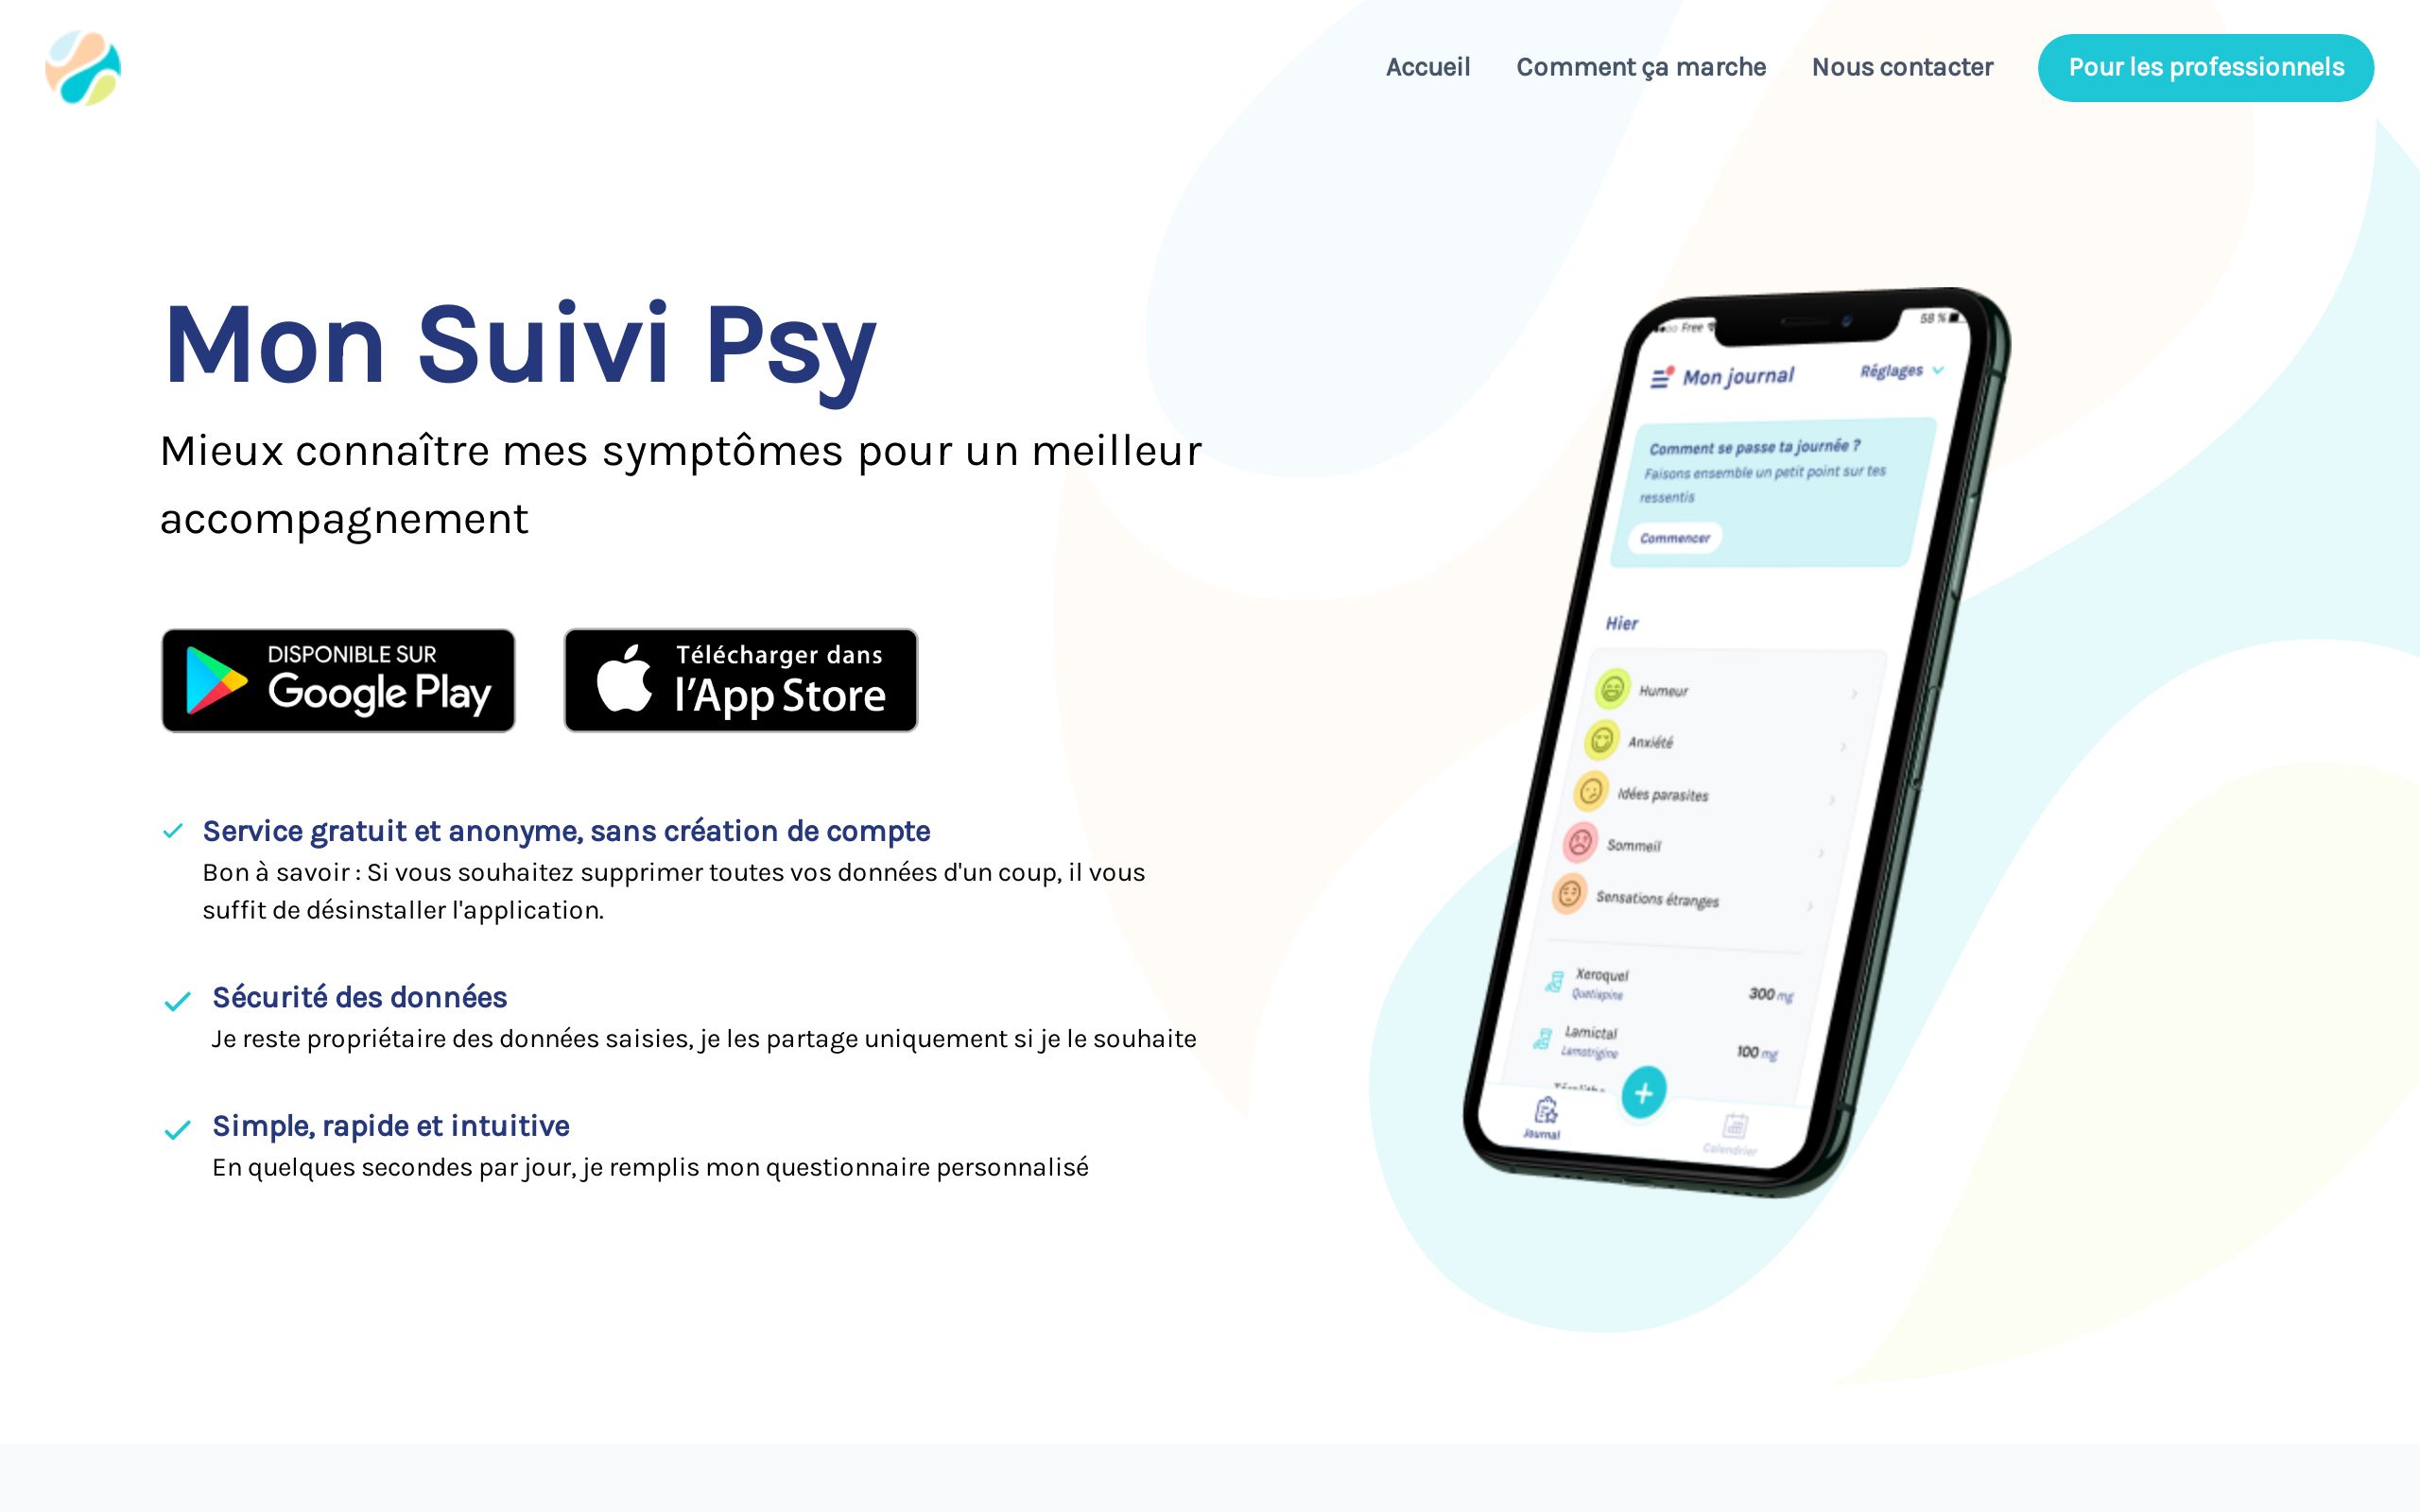 Accueil
Comment ça marche
Nous contacter
Pour les professionnels
Mon Suivi Psy
Mieux connaître mes symptômes pour un meilleur
accompagnement
DISPONIBLE SUR
Google Play
Télécharger dans
l'App Store
Service gratuit et anonyme, sans création de compte
Bon à savoir : Si vous souhaitez supprimer toutes vos données d'un coup, il vous
suffit de désinstaller l'application.
Sécurité des données
Je reste propriétaire des données saisies, je les partage uniquement si je le souhaite
Simple, rapide et intuitive
En quelques secondes par jour, je remplis mon questionnaire personnalisé
Free
58 %
Mon journal
Réglages
Comment se passe ta journée ?
Faisons ensemble un petit point sur tes
ressentis
Commencer
Hier
Humeur
Anxiété
Idées parasites
Sommeil
Sensations étranges
Xeroquel
Quetiapine
300 mg
Lamictal
Lamotrigine
100 mg
Journal
Calendrier